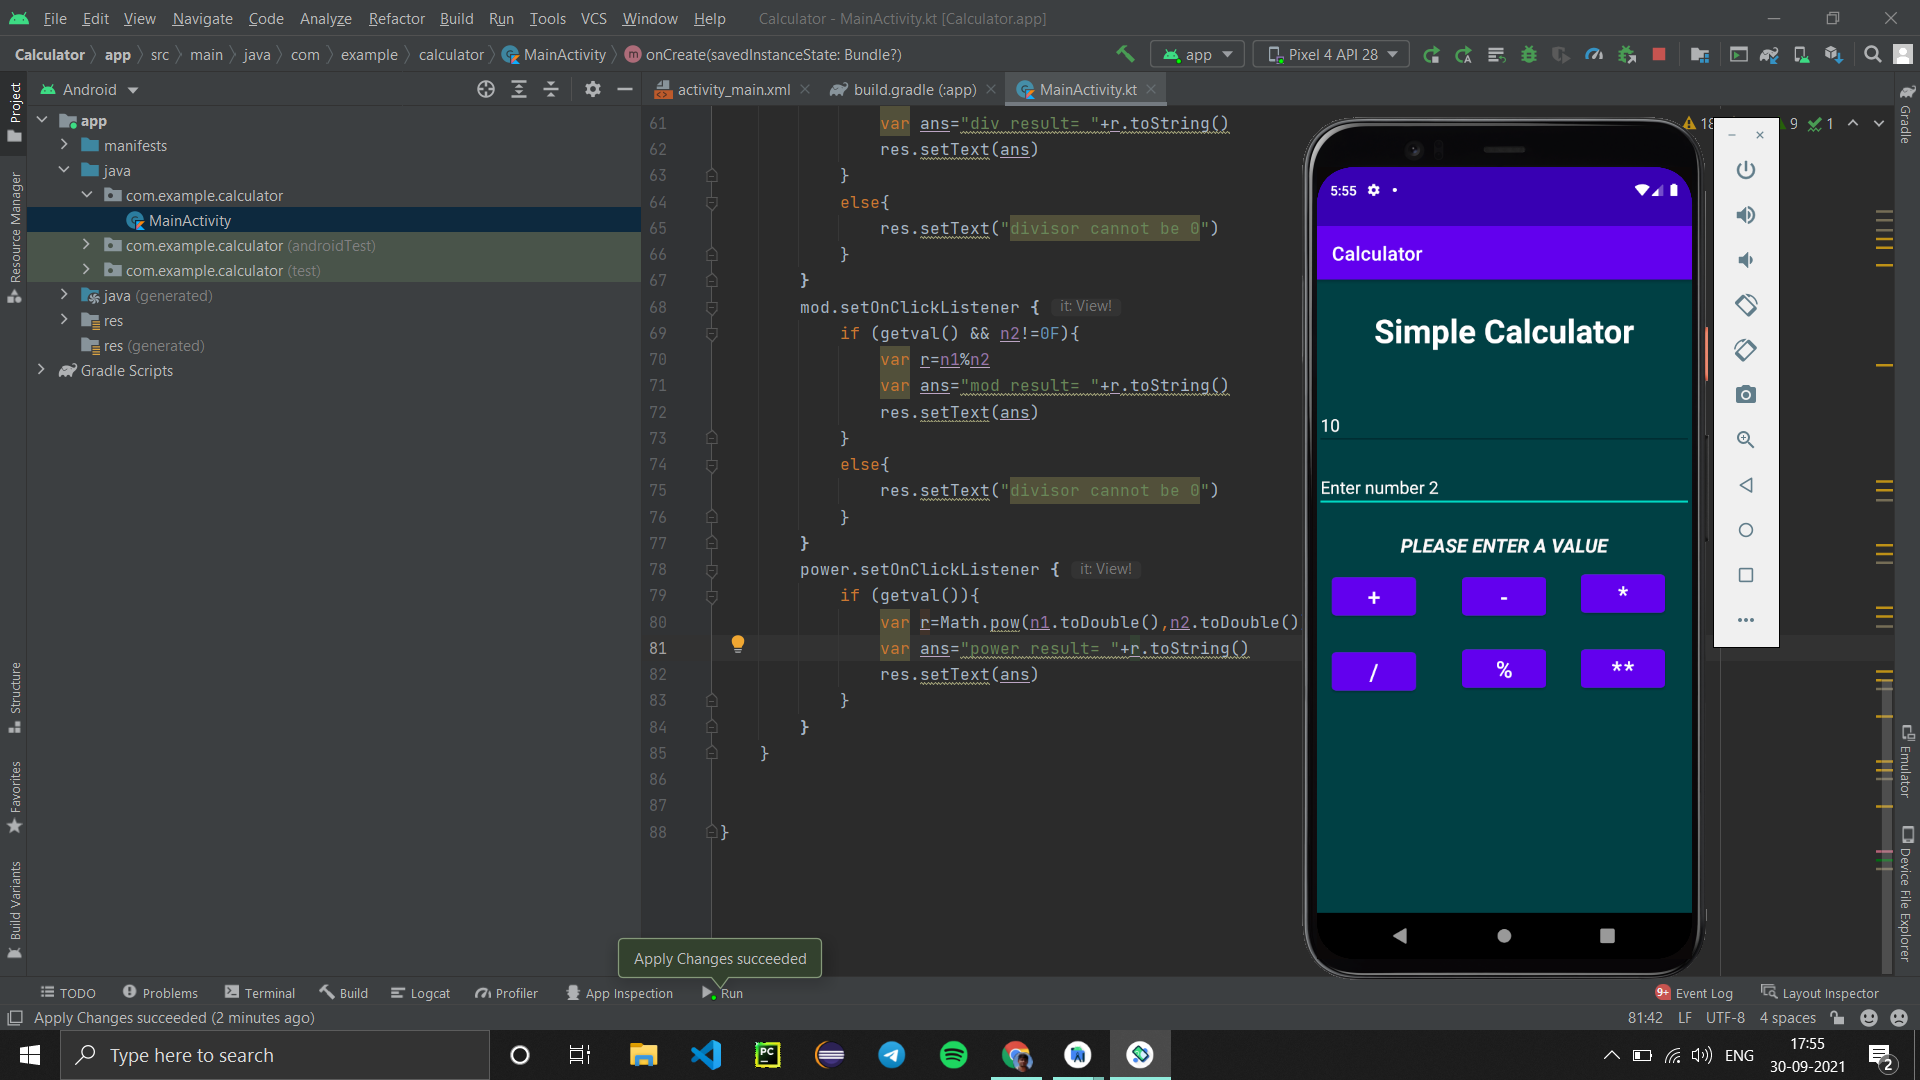 File Edit View Navigate Code Analyze Refactor Build Run Tools VCS Window Help Calculator - MainActivity.kt [Calculator.app]
Calculator app src main java com example calculator MainActivity onCreate(savedInstanceState: Bundle?) app Pixel 4 API 28
Android activity_main.xml build.gradle (:app) MainActivity.kt
Project
Resource Manager
Structure
Favorites
Build Variants
app
manifests
java
com.example.calculator
MainActivity
com.example.calculator (androidTest)
com.example.calculator (test)
java (generated)
res
res (generated)
Gradle Scripts
61 var ans="div result= "+r.toString()
62 res.setText(ans)
63 }
64 else{
65 res.setText("divisor cannot be 0")
66 }
67 }
68 mod.setOnClickListener { it: View!
69 if (getval() && n2!=0F){
70 var r=n1%n2
71 var ans="mod result= "+r.toString()
72 res.setText(ans)
73 }
74 else{
75 res.setText("divisor cannot be 0")
76 }
77 }
78 power.setOnClickListener { it: View!
79 if (getval()){
80 var r=Math.pow(n1.toDouble(),n2.toDouble()
81 var ans="power result= "+r.toString()
82 res.setText(ans)
83 }
84 }
85 }
86
87
88 }
18 9 1
5:55
Calculator
Simple Calculator
10
Enter number 2
PLEASE ENTER A VALUE
+ - *
/ % **
Gradle
Emulator
Device File Explorer
Apply Changes succeeded
TODO Problems Terminal Build Logcat Profiler App Inspection Run 9+ Event Log Layout Inspector
Apply Changes succeeded (2 minutes ago) 81:42 LF UTF-8 4 spaces
Type here to search PC ENG 17:55
30-09-2021 2